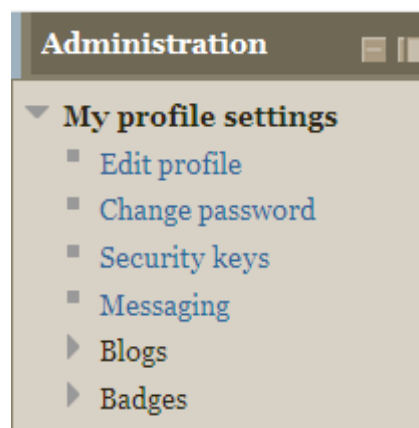 Administration
My profile settings
Edit profile
Change password
Security keys
Messaging
Blogs
Badges